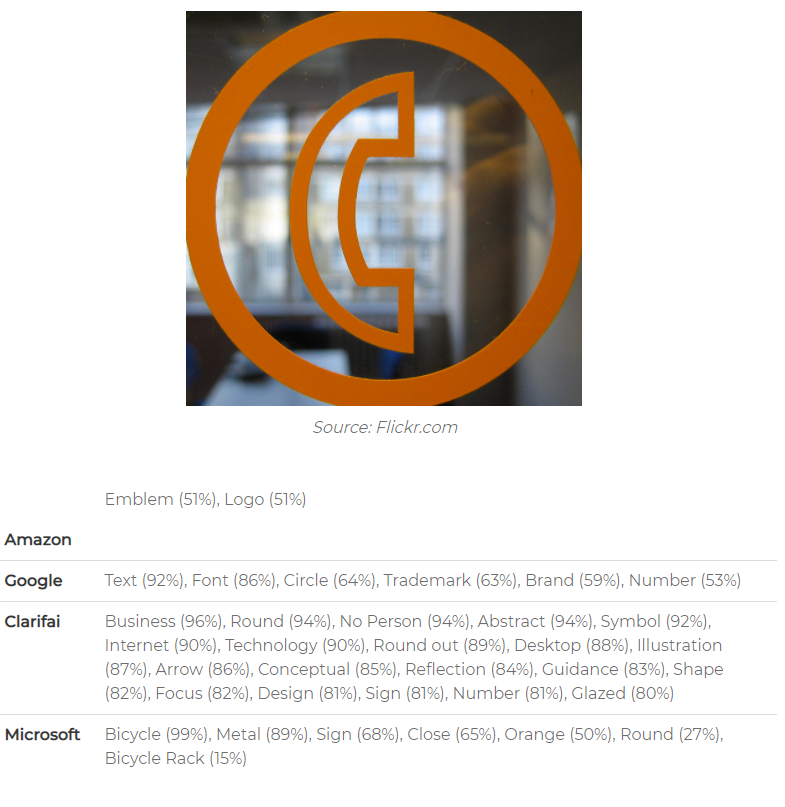 Source: Flickr.com
Emblem (51%), Logo (51%)
Amazon
Google Text (92%), Font (86%), Circle (64%), Trademark (63%), Brand (59%), Number (53%)
Clarifai Business (96%), Round (94%), No Person (94%), Abstract (94%), Symbol (92%),
Internet (90%), Technology (90%), Round out (89%), Desktop (88%), Illustration
(87%), Arrow (86%), Conceptual (85%), Reflection (84%), Guidance (83%), Shape
(82%), Focus (82%), Design (81%), Sign (81%), Number (81%), Glazed (80%)
Microsoft Bicycle (99%), Metal (89%), Sign (68%), Close (65%), Orange (50%), Round (27%),
Bicycle Rack (15%)